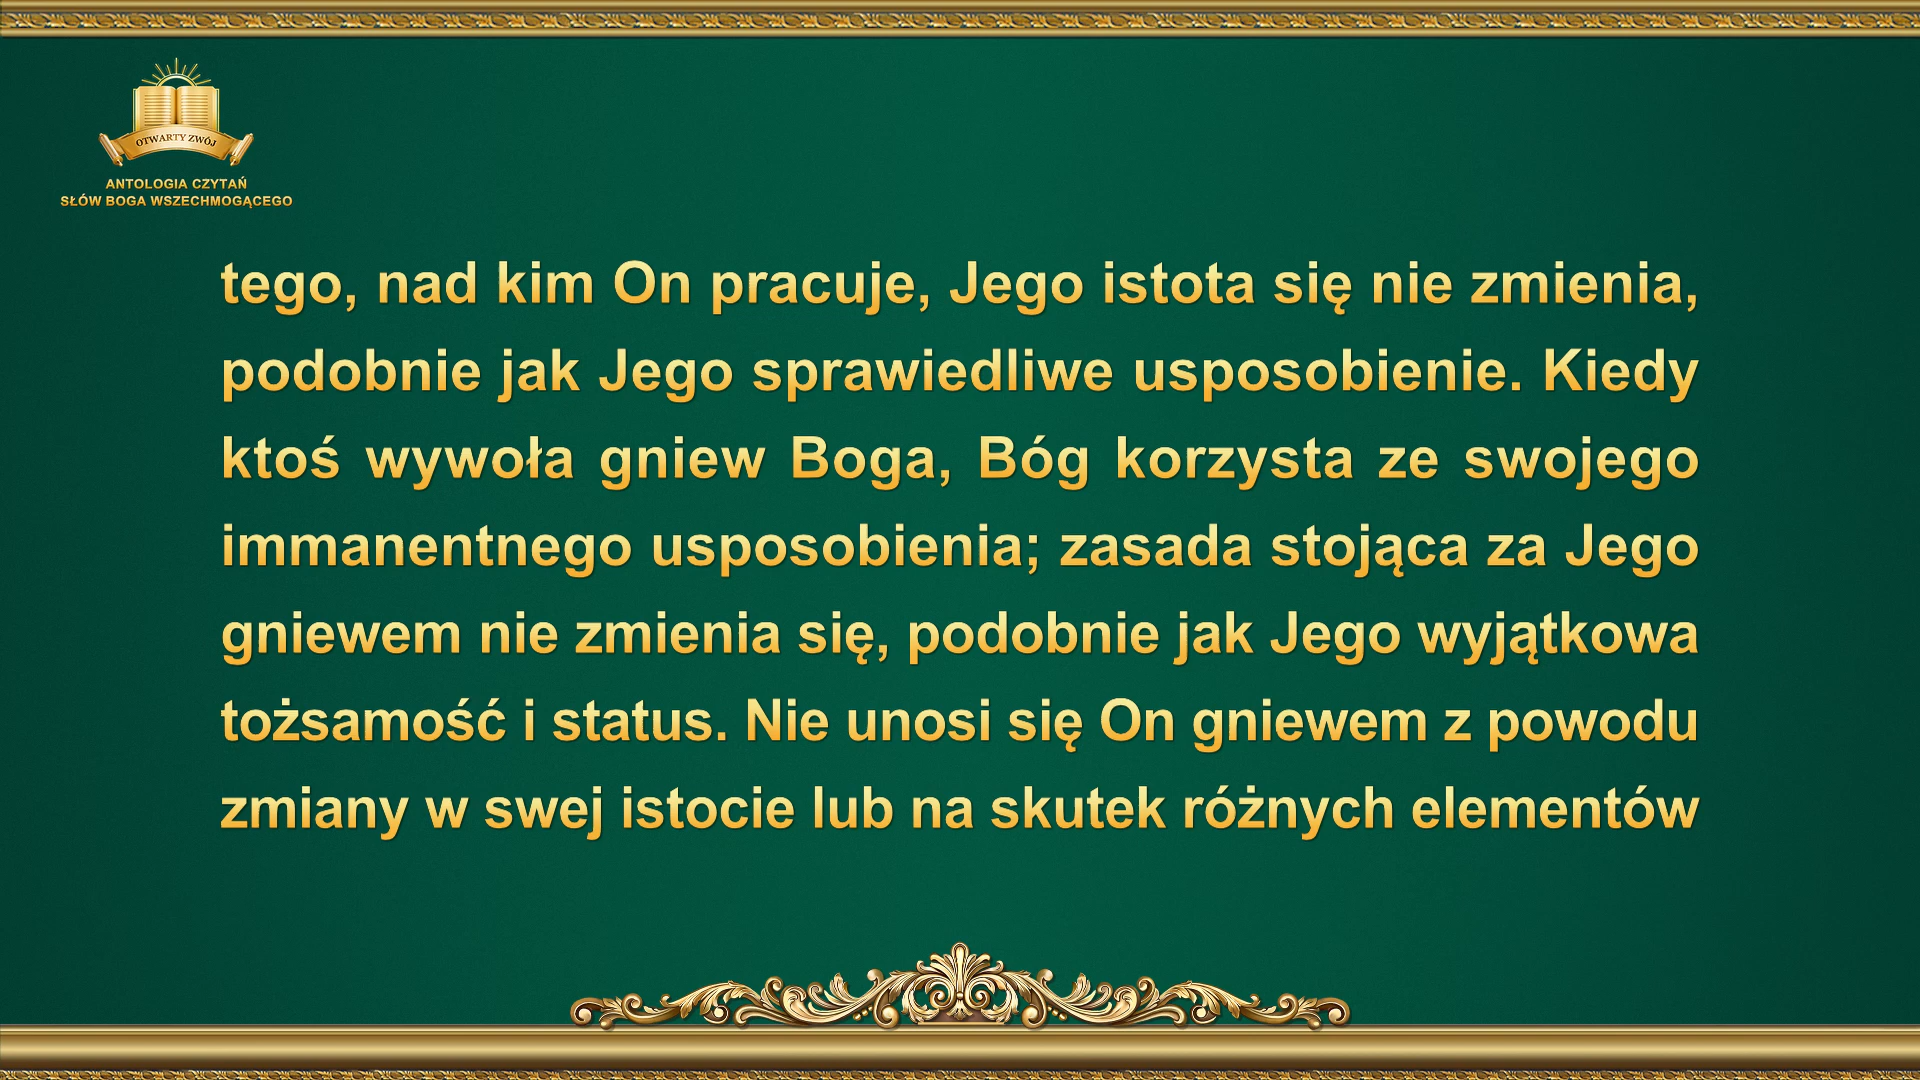 OTWARTY ZWÓJ
ANTOLOGIA CZYTAŃ
SŁÓW BOGA WSZECHMOGĄCEGO
tego, nad kim On pracuje, Jego istota się nie zmienia,
podobnie jak Jego sprawiedliwe usposobienie. Kiedy
ktoś wywoła gniew Boga, Bóg korzysta ze swojego
immanentnego usposobienia; zasada stojąca za Jego
gniewem nie zmienia się, podobnie jak Jego wyjątkowa
tożsamość i status. Nie unosi się On gniewem z powodu
zmiany w swej istocie lub na skutek różnych elementów